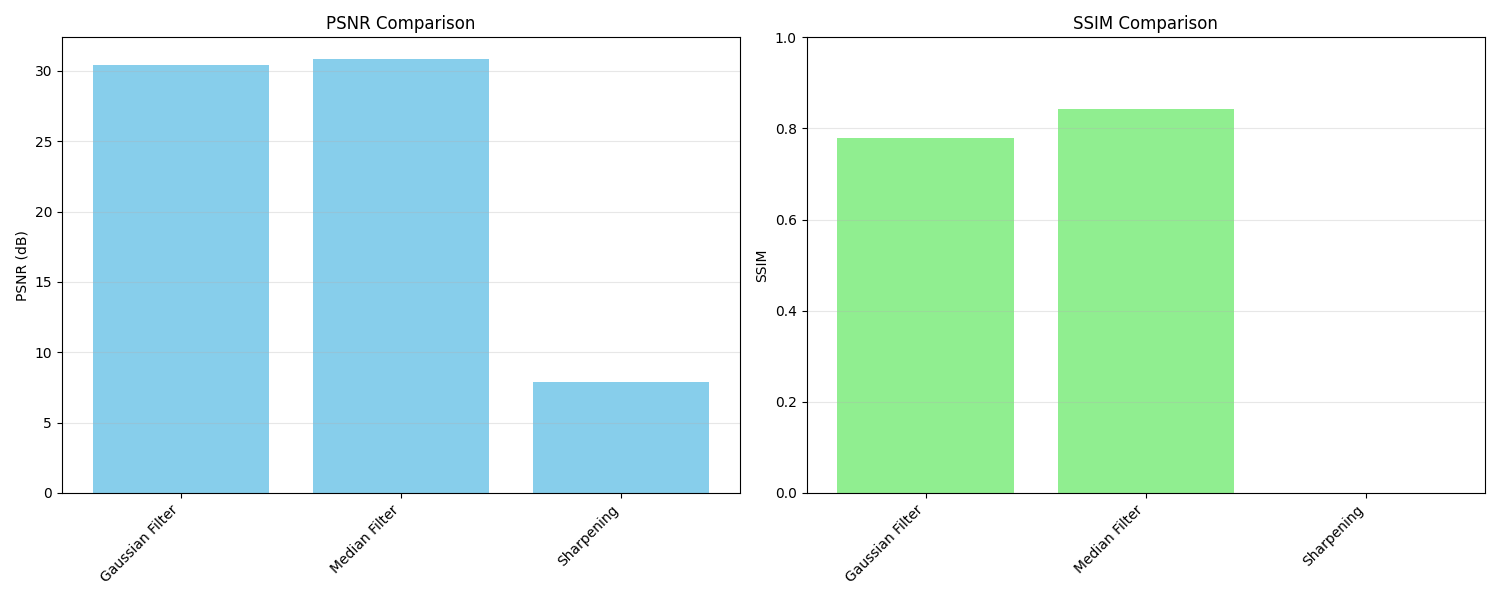 PSNR Comparison
PSNR (dB)
30
25
20
15
10
5
0
Gaussian Filter
Median Filter
Sharpening
SSIM Comparison
SSIM
1.0
0.8
0.6
0.4
0.2
0.0
Gaussian Filter
Median Filter
Sharpening